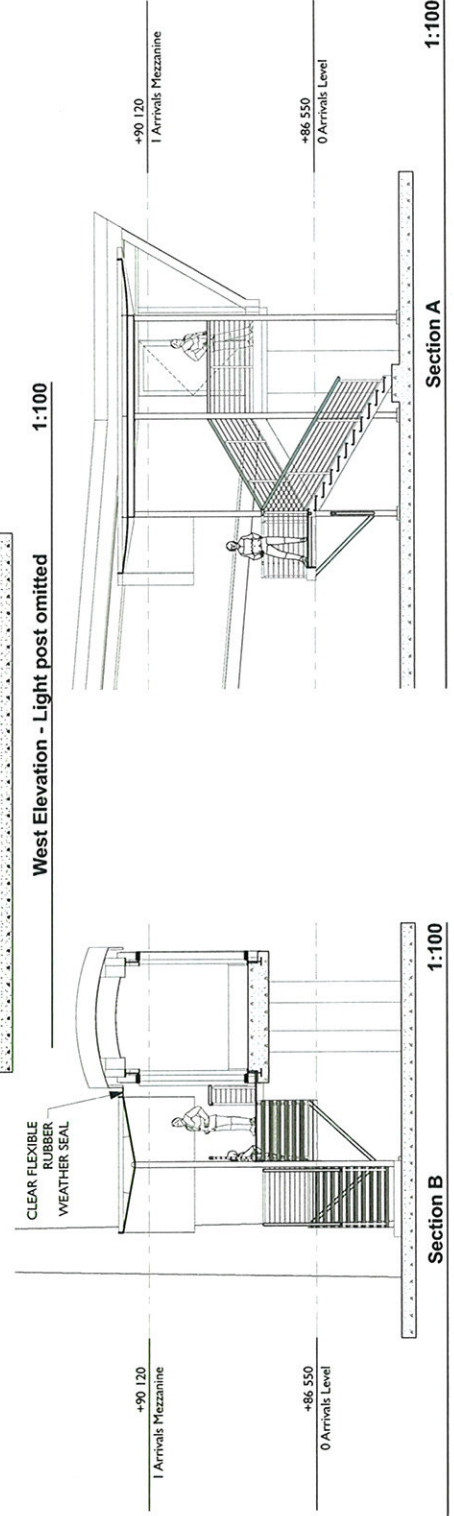 West Elevation - Light post omitted
1:100
CLEAR FLEXIBLE
RUBBER
WEATHER SEAL
+90 120
1 Arrivals Mezzanine
+86 550
0 Arrivals Level
Section B
1:100
+90 120
1 Arrivals Mezzanine
+86 550
0 Arrivals Level
Section A
1:100